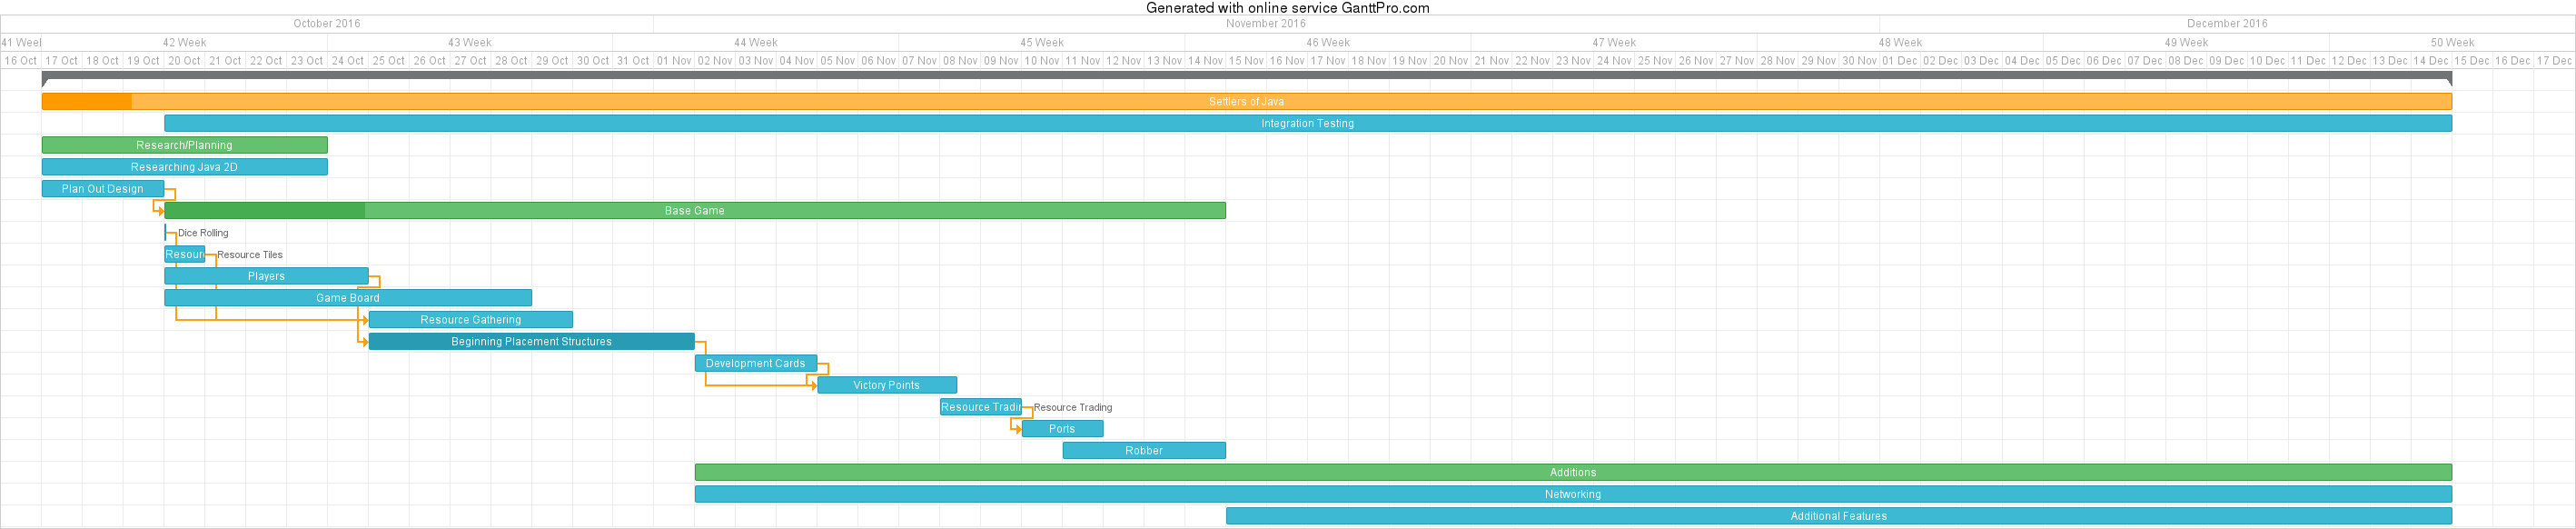 Generated with online service GanttPro.com
October 2016 November 2016 December 2016
41 Weel 42 Week 43 Week 44 Week 45 Week 46 Week 47 Week 48 Week 49 Week 50 Week
16 Oct 17 Oct 18 Oct 19 Oct 20 Oct 21 Oct 22 Oct 23 Oct 24 Oct 25 Oct 26 Oct 27 Oct 28 Oct 29 Oct 30 Oct 31 Oct 01 Nov 02 Nov 03 Nov 04 Nov 05 Nov 06 Nov 07 Nov 08 Nov 09 Nov 10 Nov 11 Nov 12 Nov 13 Nov 14 Nov 15 Nov 16 Nov 17 Nov 18 Nov 19 Nov 20 Nov 21 Nov 22 Nov 23 Nov 24 Nov 25 Nov 26 Nov 27 Nov 28 Nov 29 Nov 30 Nov 01 Dec 02 Dec 03 Dec 04 Dec 05 Dec 06 Dec 07 Dec 08 Dec 09 Dec 10 Dec 11 Dec 12 Dec 13 Dec 14 Dec 15 Dec 16 Dec 17 Dec
Settlers of Java
Integration Testing
Research/Planning
Researching Java 2D
Plan Out Design
Base Game
Dice Rolling
Resour Resource Tiles
Players
Game Board
Resource Gathering
Beginning Placement Structures
Development Cards
Victory Points
Resource Tradin Resource Trading
Ports
Robber
Additions
Networking
Additional Features